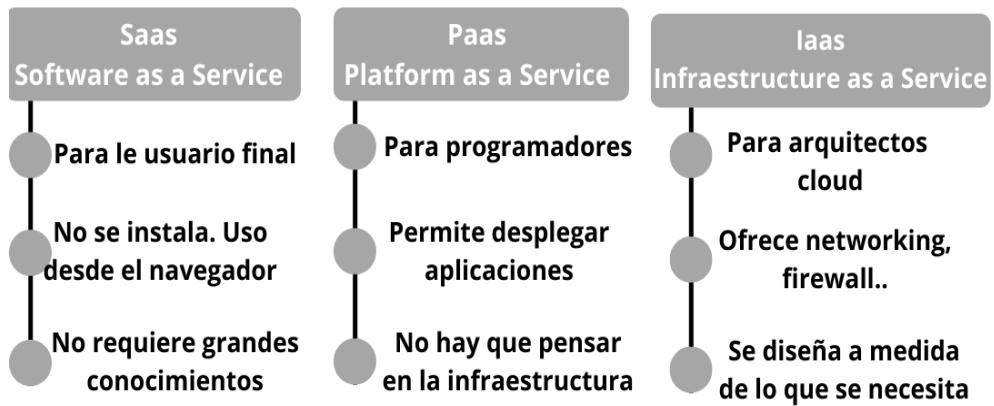 Saas
Software as a Service
Para le usuario final
No se instala. Uso
desde el navegador
No requiere grandes
conocimientos
Paas
Platform as a Service
Para programadores
Permite desplegar
aplicaciones
No hay que pensar
en la infraestructura
Iaas
Infraestructure as a Service
Para arquitectos
cloud
Ofrece networking,
firewall..
Se diseña a medida
de lo que se necesita